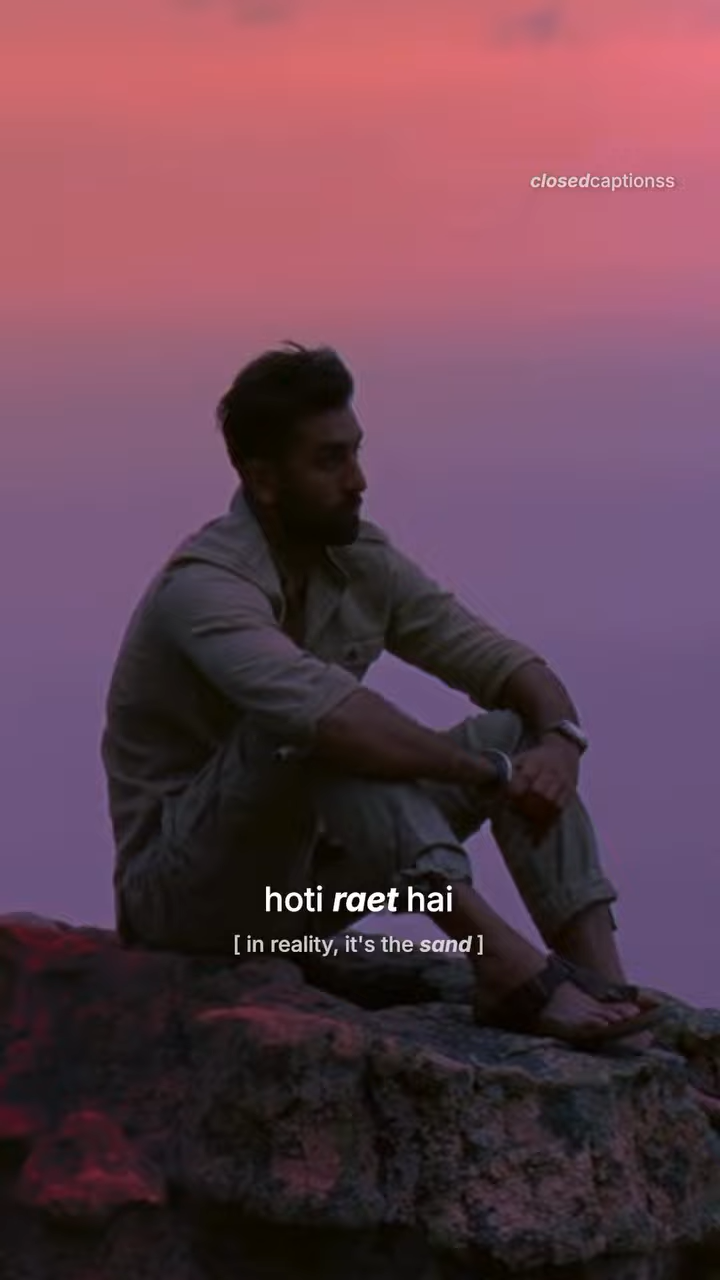 closedcaptionss
hoti raet hai
[ in reality, it's the sand ]